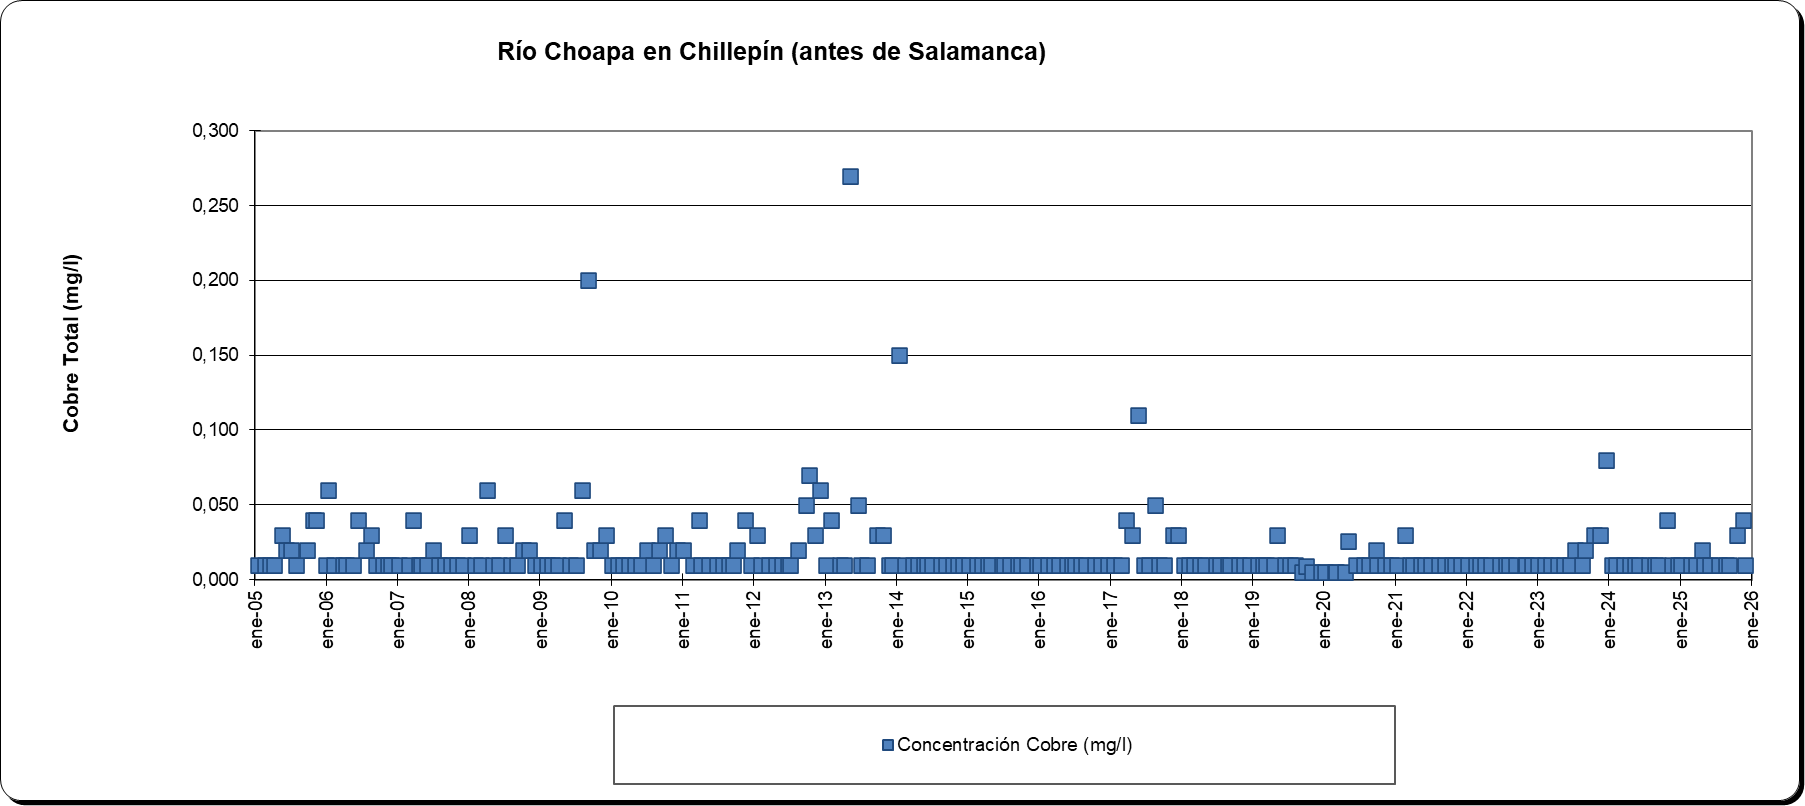 Río Choapa en Chillepín (antes de Salamanca)
Cobre Total (mg/l)
0,300
0,250
0,200
0,150
0,100
0,050
0,000
ene-05
ene-06
ene-07
ene-08
ene-09
ene-10
ene-11
ene-12
ene-13
ene-14
ene-15
ene-16
ene-17
ene-18
ene-19
ene-20
ene-21
ene-22
ene-23
ene-24
ene-25
ene-26
Concentración Cobre (mg/l)